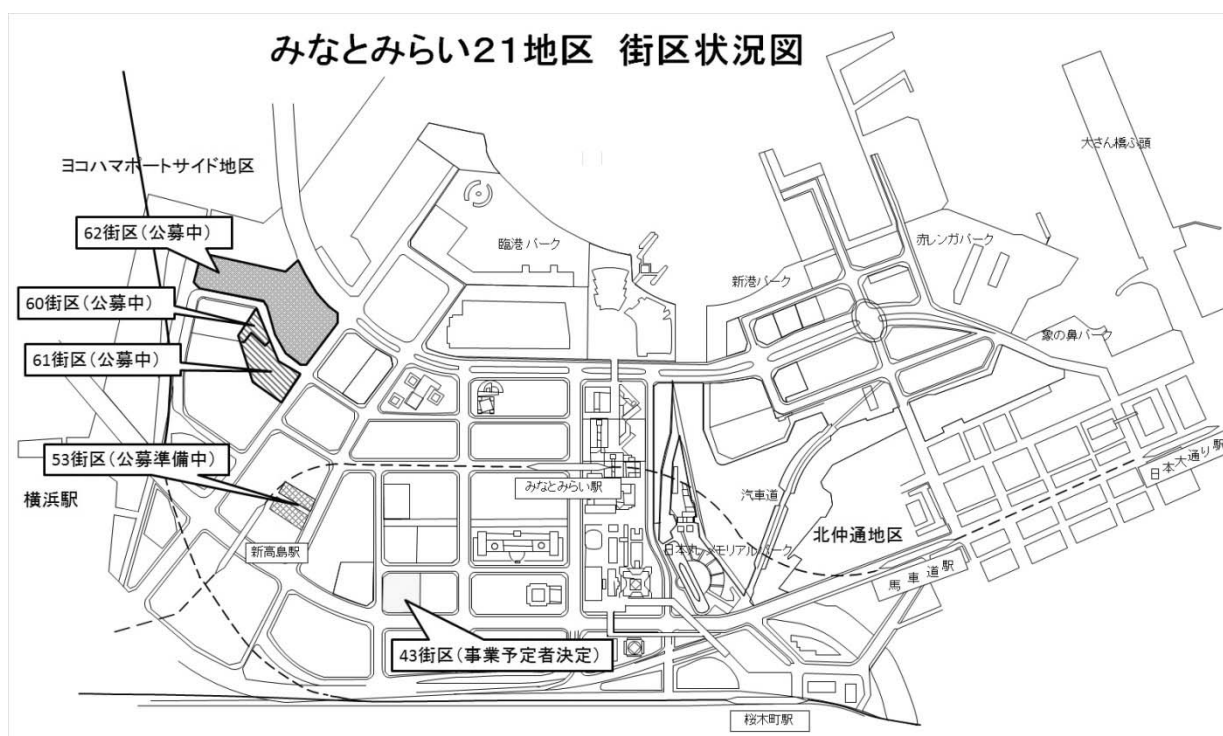 みなとみらい21地区 街区状況図
ヨコハマポートサイド地区
大さん橋ふ頭
62街区(公募中)
臨港パーク
赤レンガパーク
新港パーク
60街区(公募中)
象の鼻パーク
61街区(公募中)
53街区(公募準備中)
日本大通り駅
みなとみらい駅
横浜駅
汽車道
北仲通地区
新高島駅
日本丸メモリアルパーク
馬車道駅
43街区(事業予定者決定)
桜木町駅